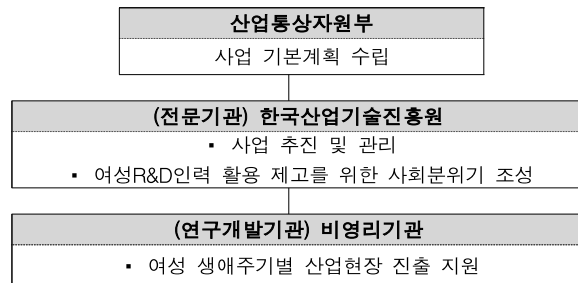 산업통상자원부
사업 기본계획 수립
(전문기관) 한국산업기술진흥원
▪ 사업 추진 및 관리
▪ 여성R&D인력 활용 제고를 위한 사회분위기 조성
(연구개발기관) 비영리기관
▪ 여성 생애주기별 산업현장 진출 지원